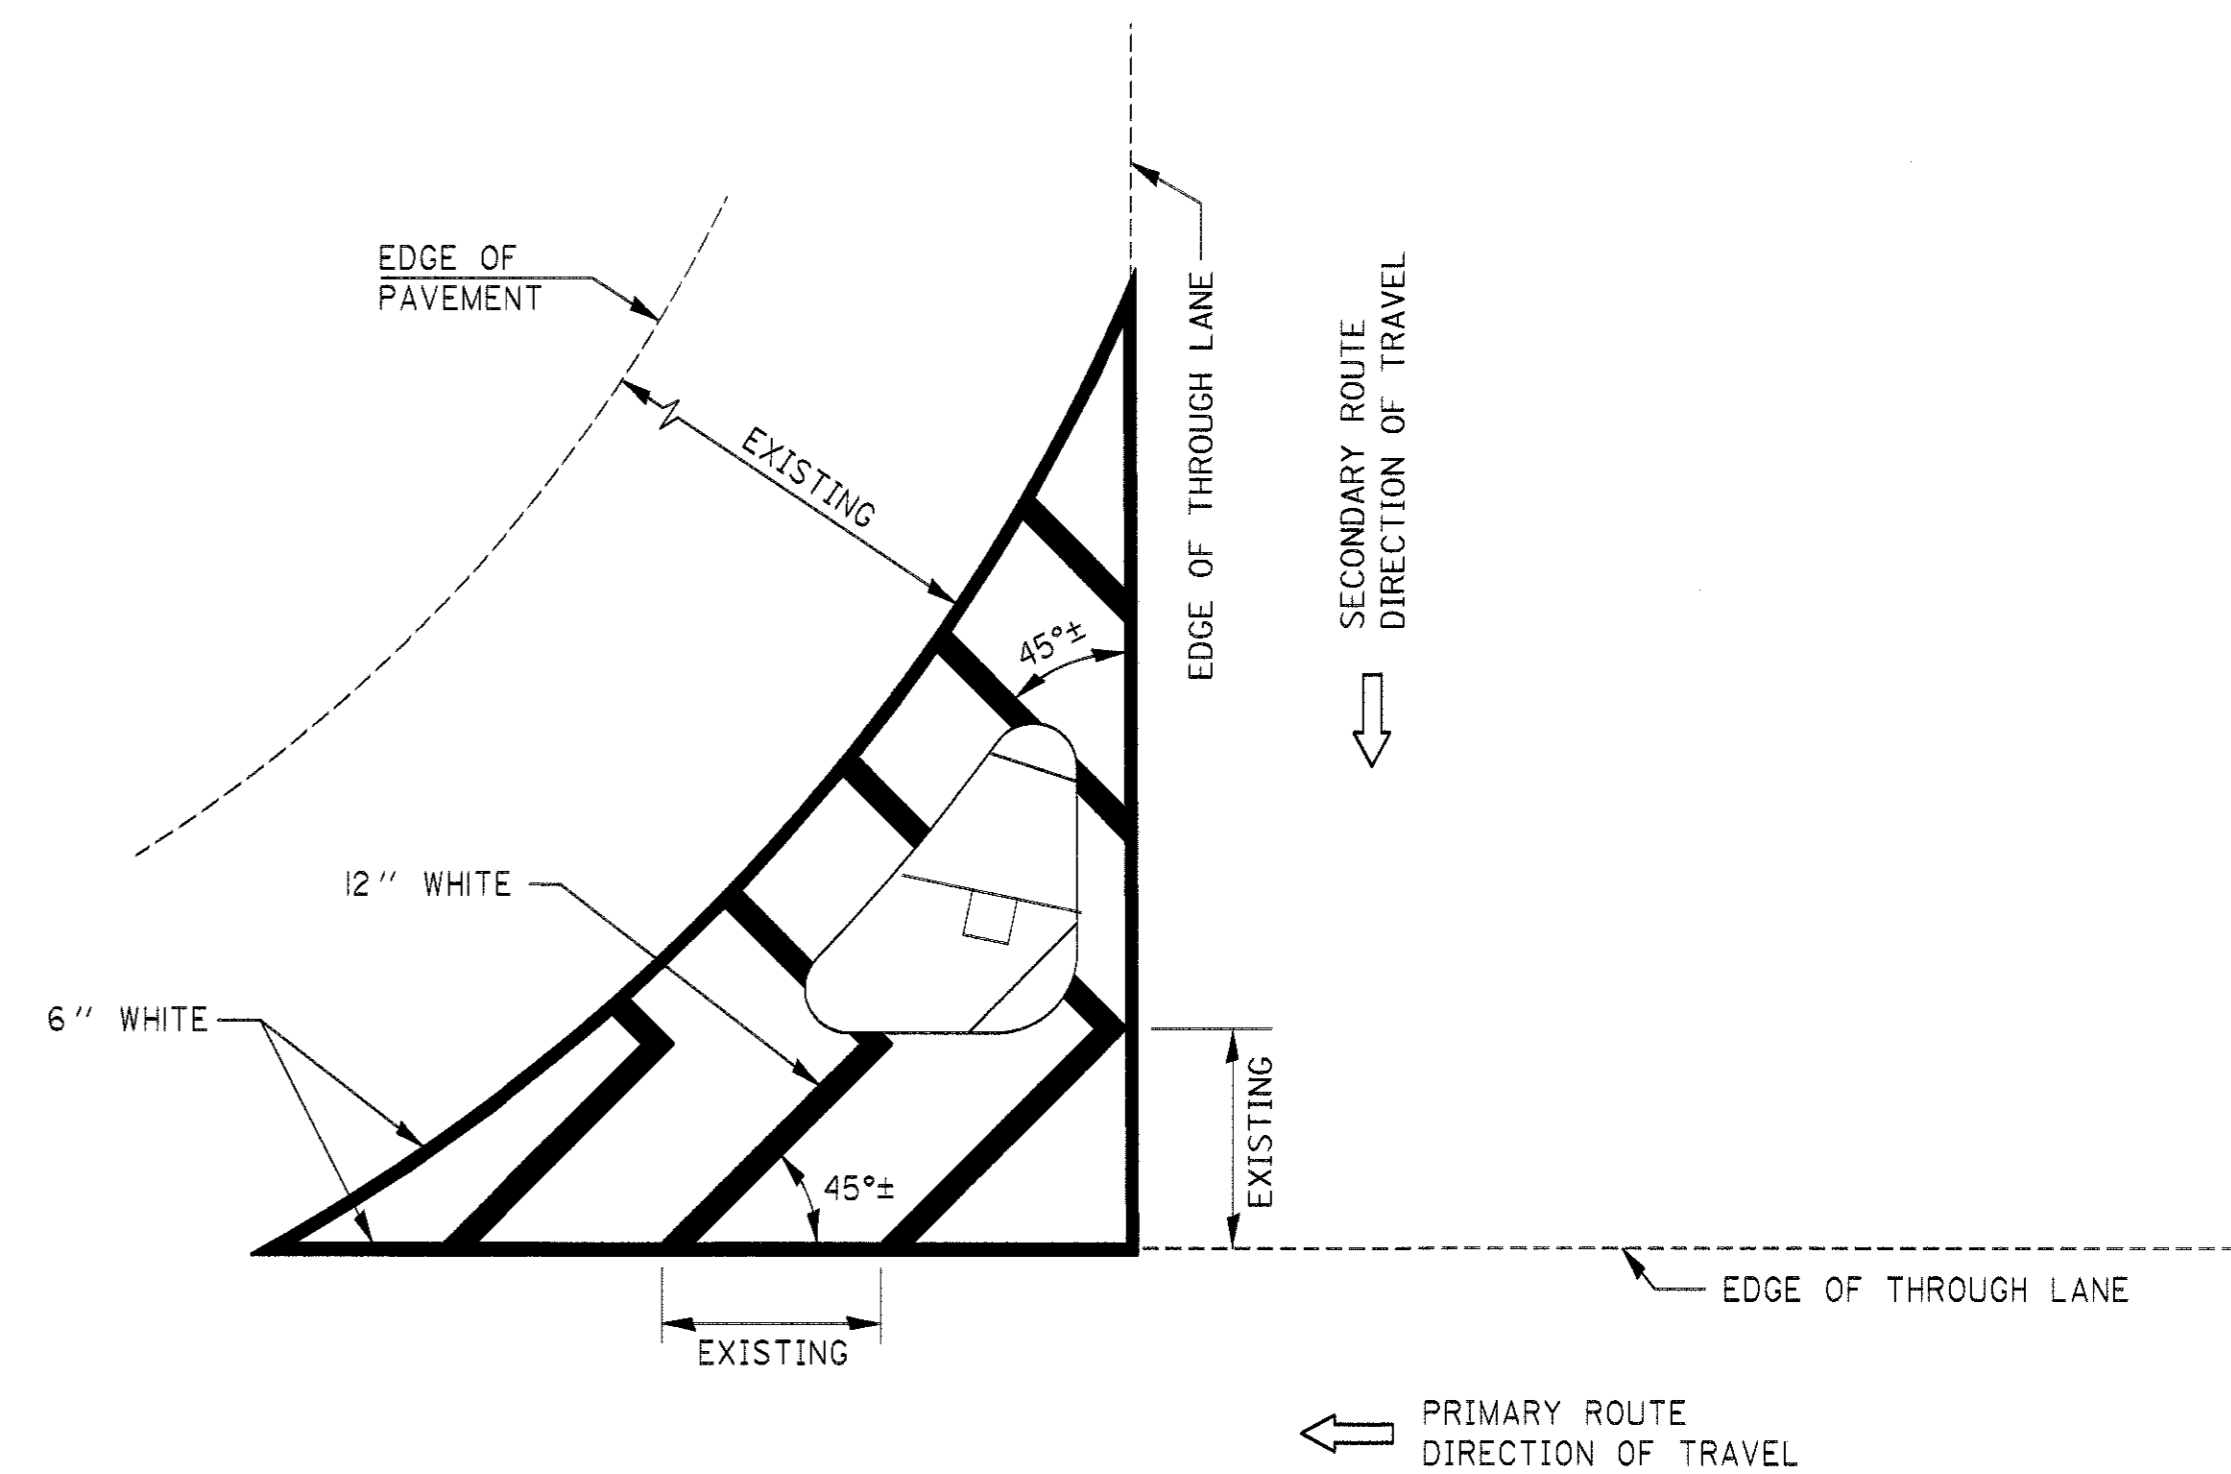 EDGE OF
PAVEMENT
EXISTING
EDGE OF THROUGH LANE
SECONDARY ROUTE
DIRECTION OF TRAVEL
45°±
12" WHITE
6" WHITE
45°±
EXISTING
EDGE OF THROUGH LANE
EXISTING
PRIMARY ROUTE
DIRECTION OF TRAVEL